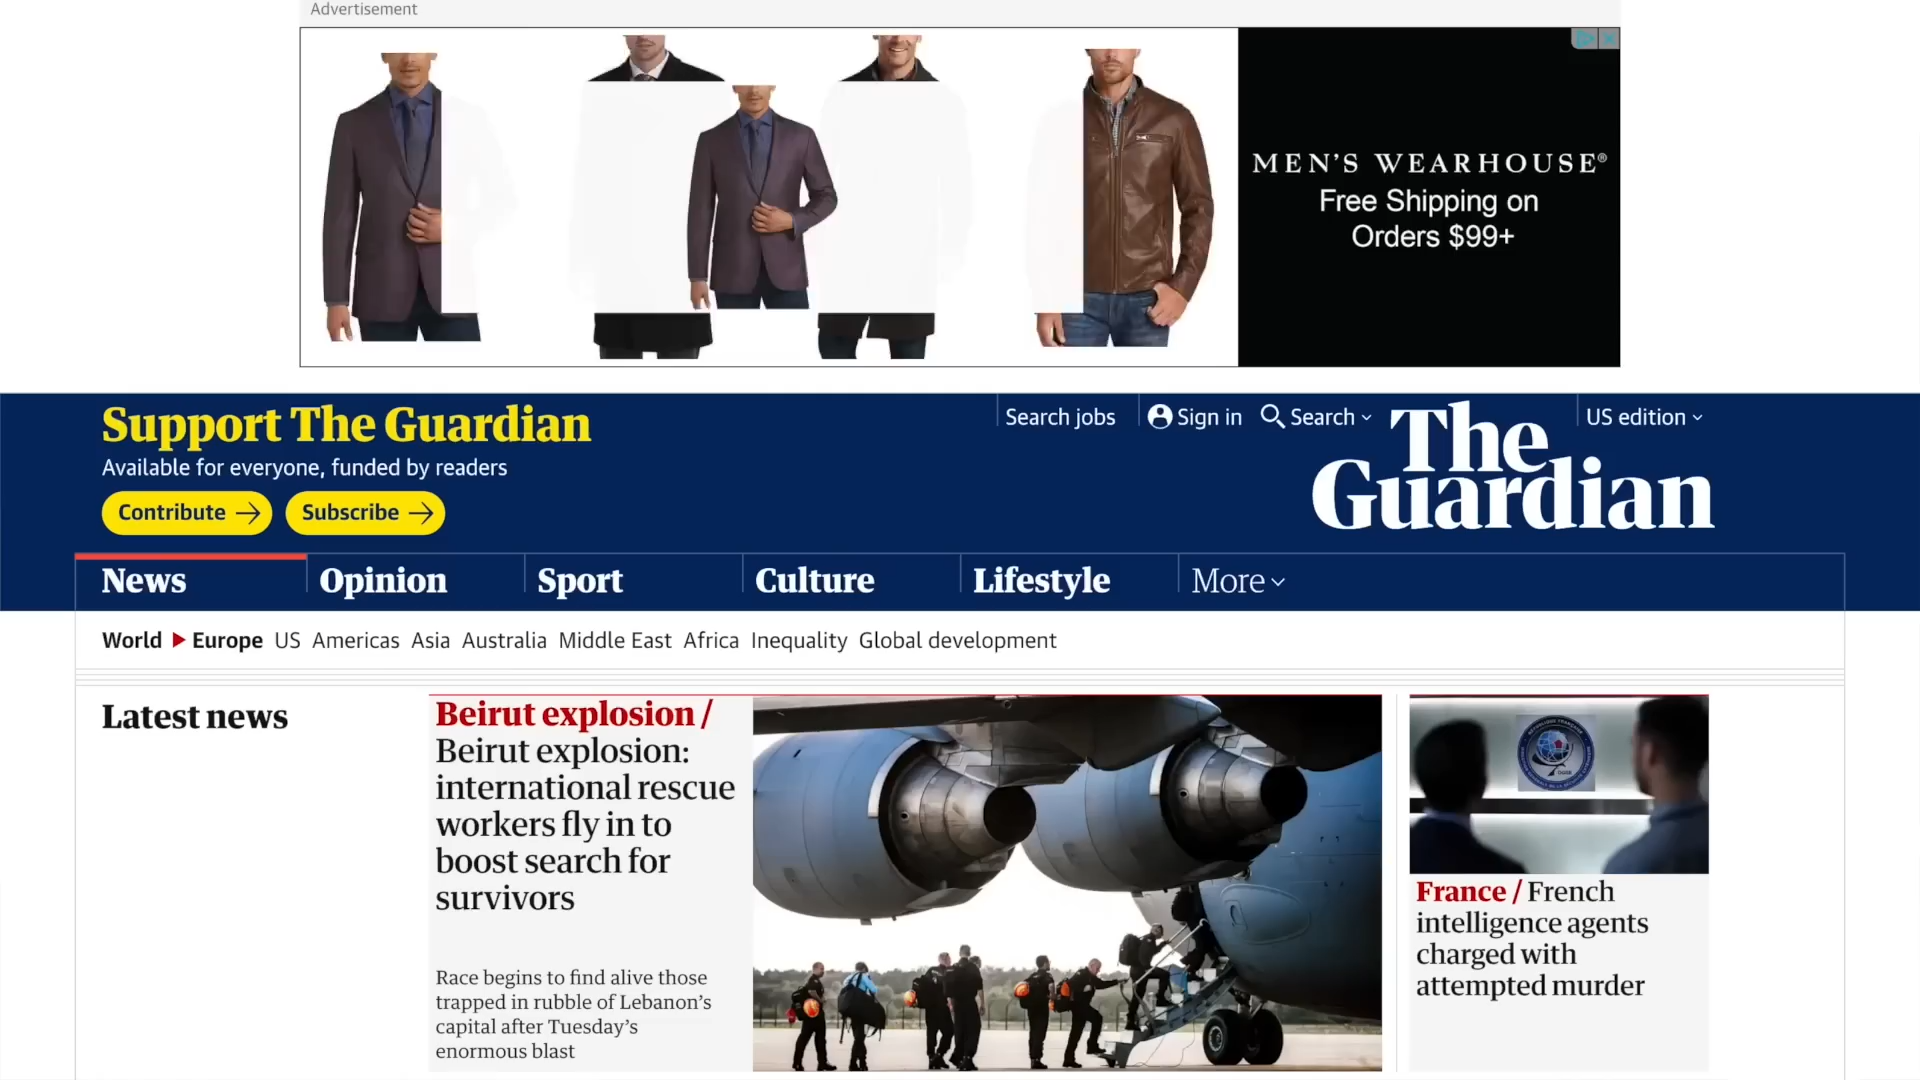 Advertisement
MEN'S WEARHOUSE®
Free Shipping on
Orders $99+
Support The Guardian
Available for everyone, funded by readers
Contribute
Subscribe
Search jobs
Sign in
Search
US edition
The
Guardian
News
Opinion
Sport
Culture
Lifestyle
More
World
Europe
US
Americas
Asia
Australia
Middle East
Africa
Inequality
Global development
Latest news
Beirut explosion /
Beirut explosion:
international rescue
workers fly in to
boost search for
survivors
Race begins to find alive those
trapped in rubble of Lebanon’s
capital after Tuesday’s
enormous blast
France / French
intelligence agents
charged with
attempted murder